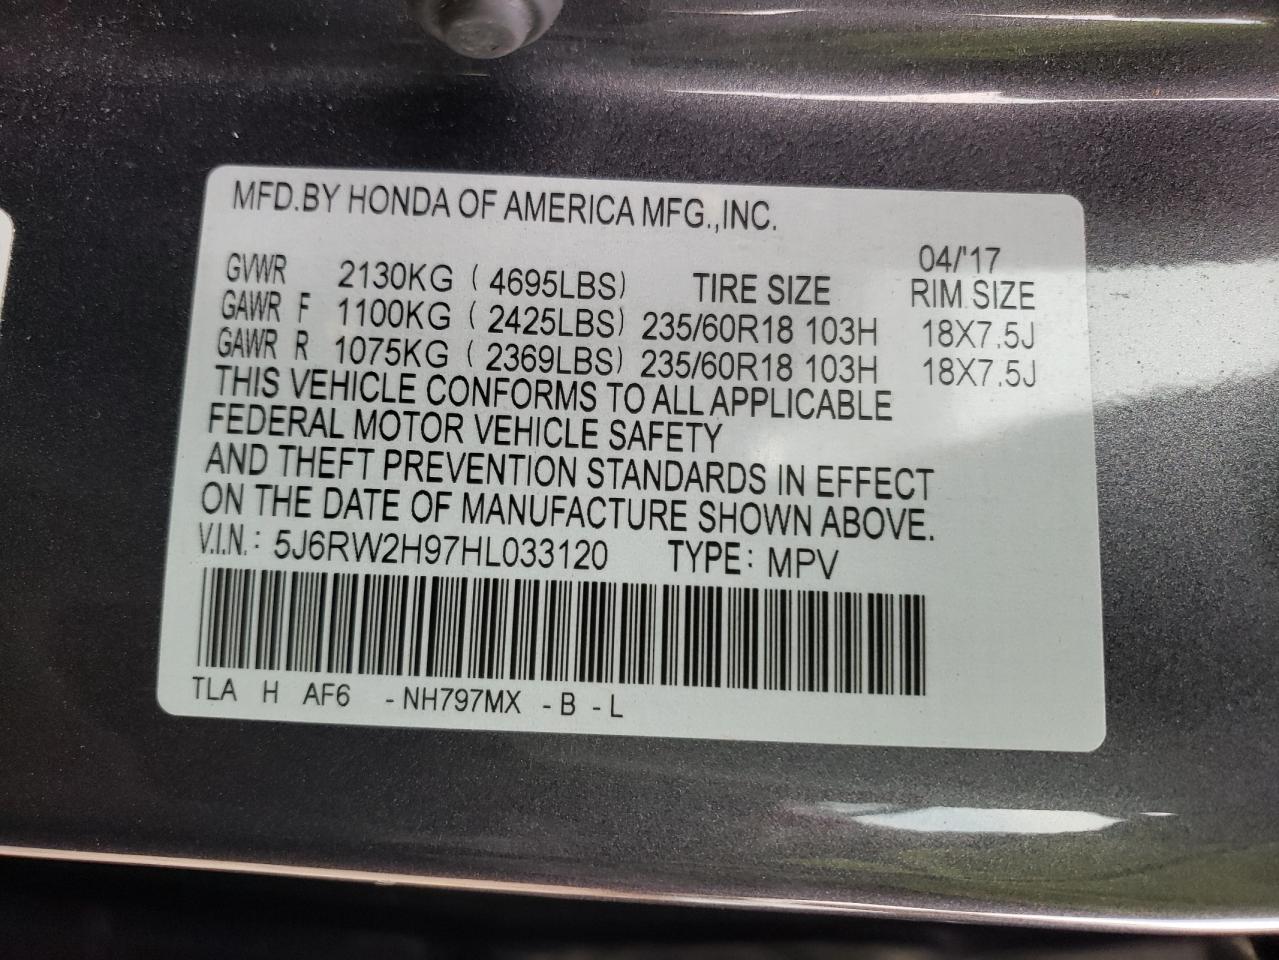 MFD.BY HONDA OF AMERICA MFG.,INC.
04/'17
GVWR 2130KG ( 4695LBS) TIRE SIZE RIM SIZE
GAWR F 1100KG ( 2425LBS) 235/60R18 103H 18X7.5J
GAWR R 1075KG ( 2369LBS) 235/60R18 103H 18X7.5J
THIS VEHICLE CONFORMS TO ALL APPLICABLE
FEDERAL MOTOR VEHICLE SAFETY
AND THEFT PREVENTION STANDARDS IN EFFECT
ON THE DATE OF MANUFACTURE SHOWN ABOVE.
V.I.N.: 5J6RW2H97HL033120 TYPE: MPV
TLA H AF6 - NH797MX - B - L